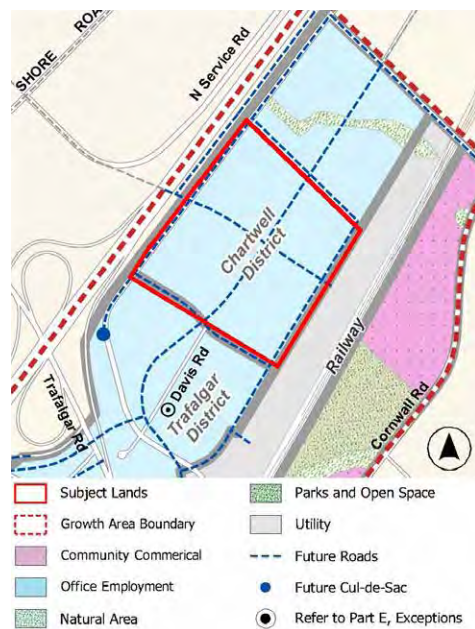 SHORE ROA
N Service Rd
Chartwell
District
Railway
Davis Rd
Trafalgar
District
Trafalgar Rd
Cornwall Rd
Subject Lands
Growth Area Boundary
Community Commerical
Office Employment
Natural Area
Parks and Open Space
Utility
Future Roads
Future Cul-de-Sac
Refer to Part E, Exceptions